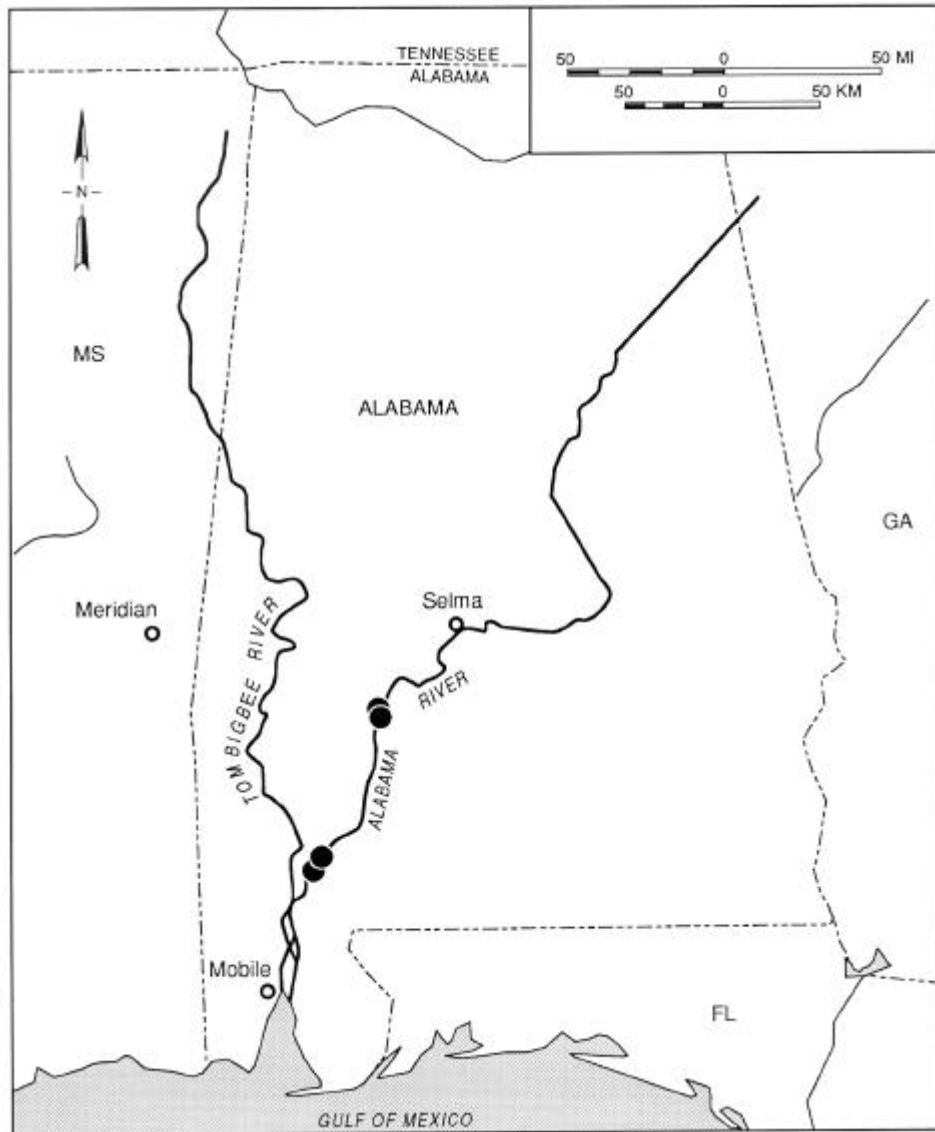 TENNESSEE
ALABAMA
50 0 50 MI
50 0 50 KM
N
MS
ALABAMA
GA
Meridian
Selma
TOMBIGBEE RIVER
ALABAMA RIVER
Mobile
FL
GULF OF MEXICO